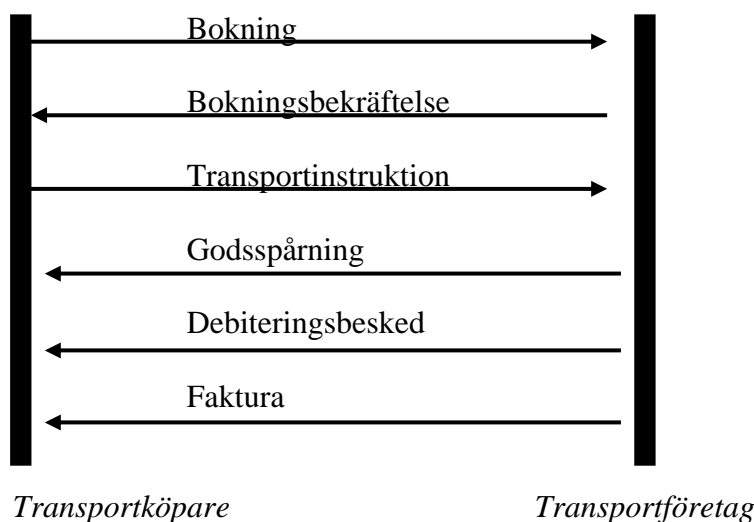 Bokning
Bokningsbekräftelse
Transportinstruktion
Godsspårning
Debiteringsbesked
Faktura
Transportköpare Transportföretag